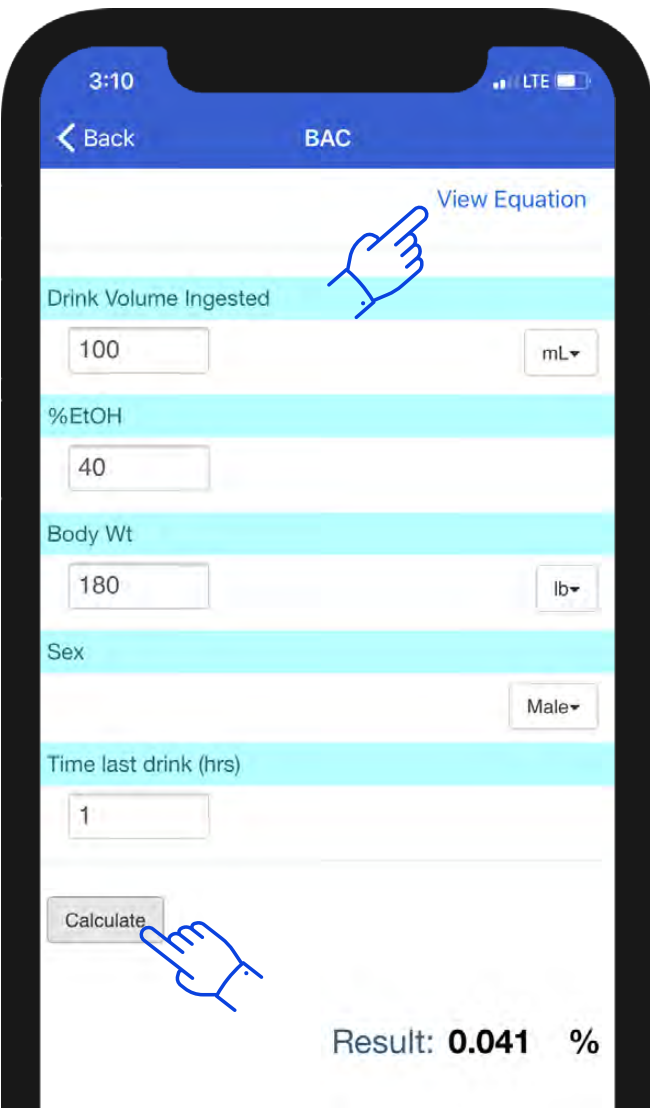 3:10 LTE
Back BAC
View Equation
Drink Volume Ingested
100 mL
%EtOH
40
Body Wt
180 lb
Sex
Male
Time last drink (hrs)
1
Calculate
Result: 0.041 %